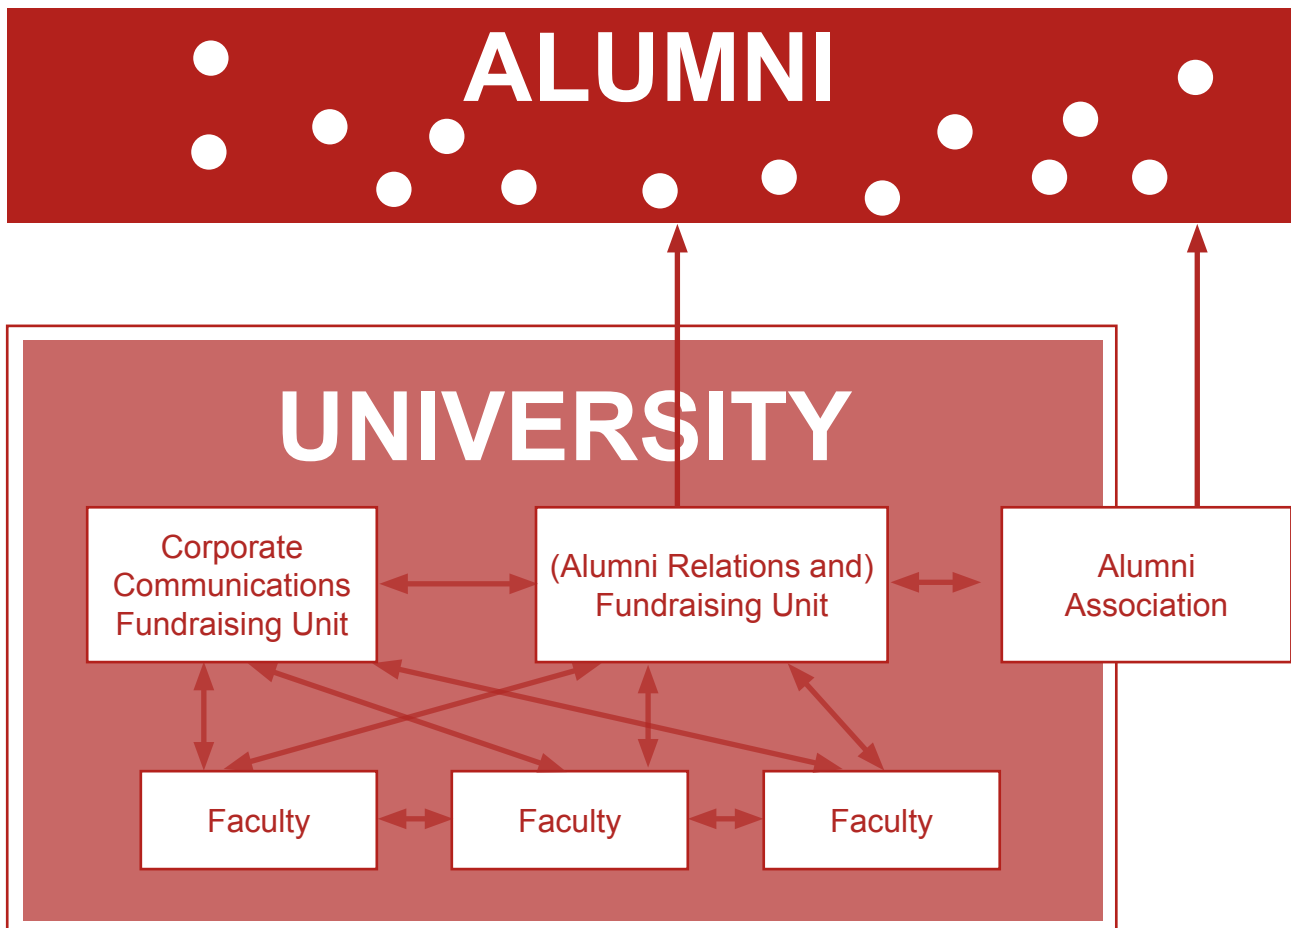 ALUMNI
UNIVERSITY
Corporate
Communications
Fundraising Unit
(Alumni Relations and)
Fundraising Unit
Alumni
Association
Faculty
Faculty
Faculty